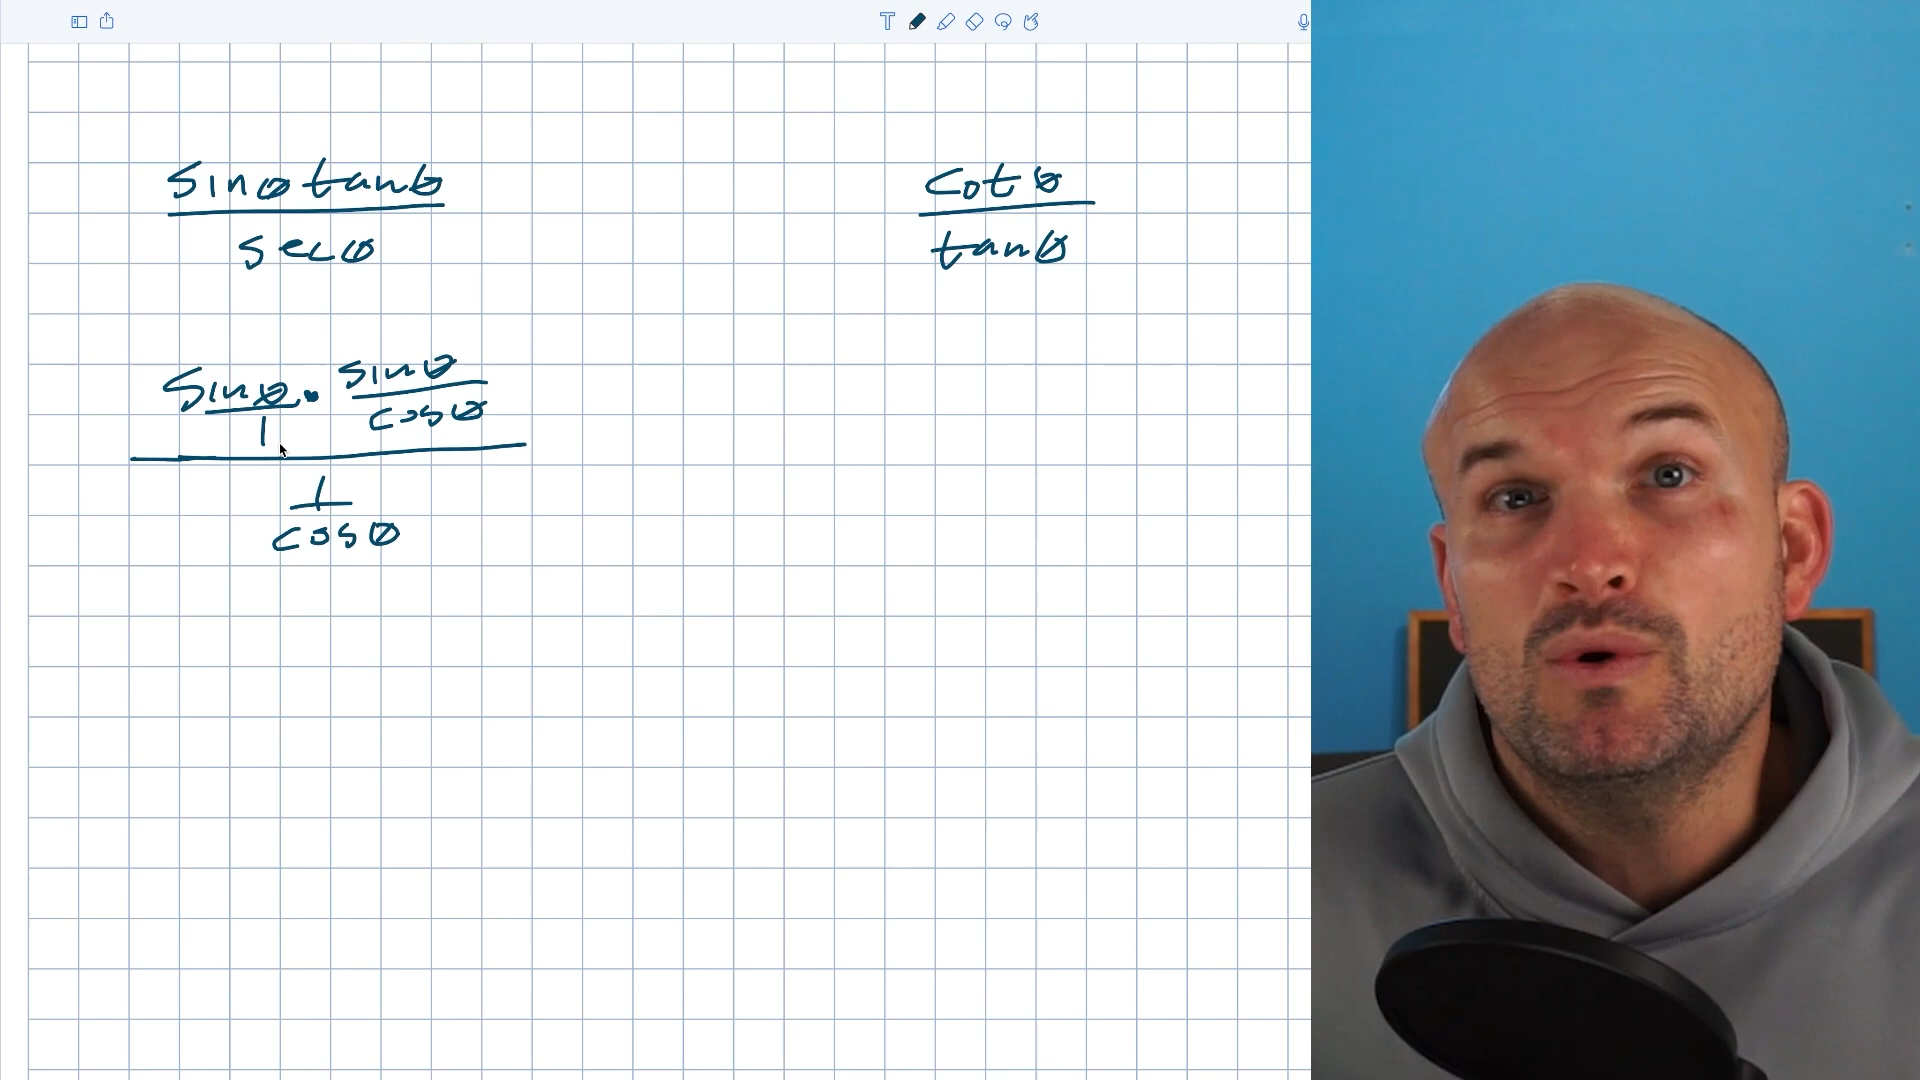 sinθ tanθ
secθ
cotθ
tanθ
sinθ · sinθ
1 cosθ
1
cosθ